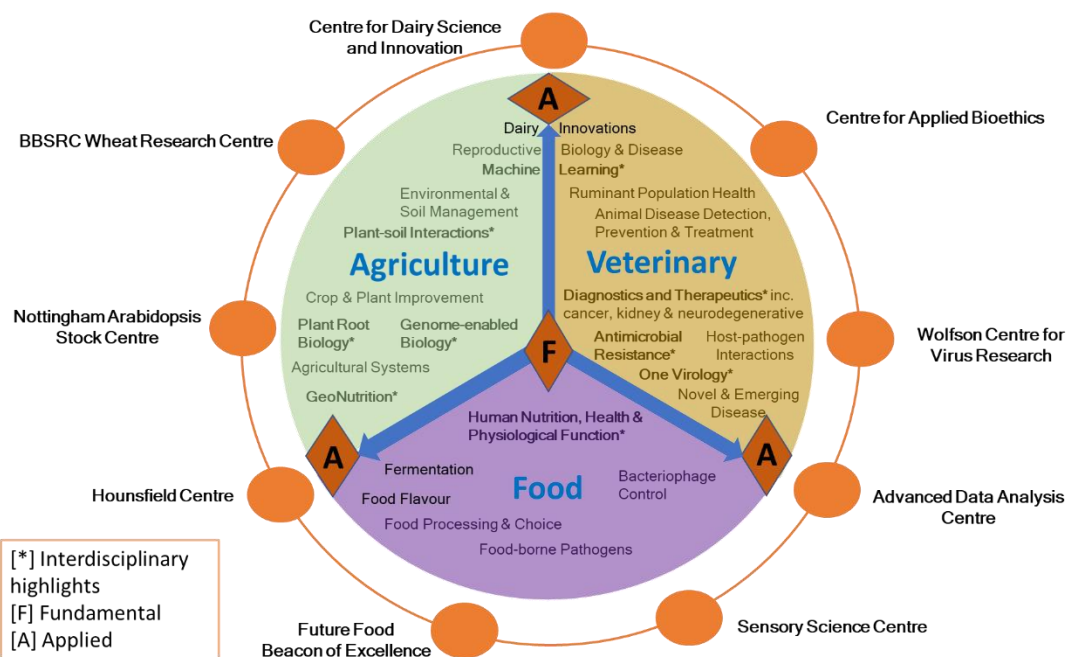 Centre for Dairy Science
and Innovation
BBSRC Wheat Research Centre
Centre for Applied Bioethics
A
Dairy Innovations
Reproductive Biology & Disease
Machine Learning*
Environmental &
Soil Management
Plant-soil Interactions*
Agriculture
Crop & Plant Improvement
Plant Root
Biology*
Genome-enabled
Biology*
Agricultural Systems
GeoNutrition*
Ruminant Population Health
Animal Disease Detection,
Prevention & Treatment
Veterinary
Diagnostics and Therapeutics* inc.
cancer, kidney & neurodegenerative
Antimicrobial
Resistance*
Host-pathogen
Interactions
One Virology*
Novel & Emerging
Disease
Nottingham Arabidopsis
Stock Centre
Wolfson Centre for
Virus Research
F
A
A
Human Nutrition, Health &
Physiological Function*
Fermentation
Food
Bacteriophage
Control
Food Flavour
Food Processing & Choice
Food-borne Pathogens
Hounsfield Centre
Advanced Data Analysis
Centre
Future Food
Beacon of Excellence
Sensory Science Centre
[*] Interdisciplinary
highlights
[F] Fundamental
[A] Applied